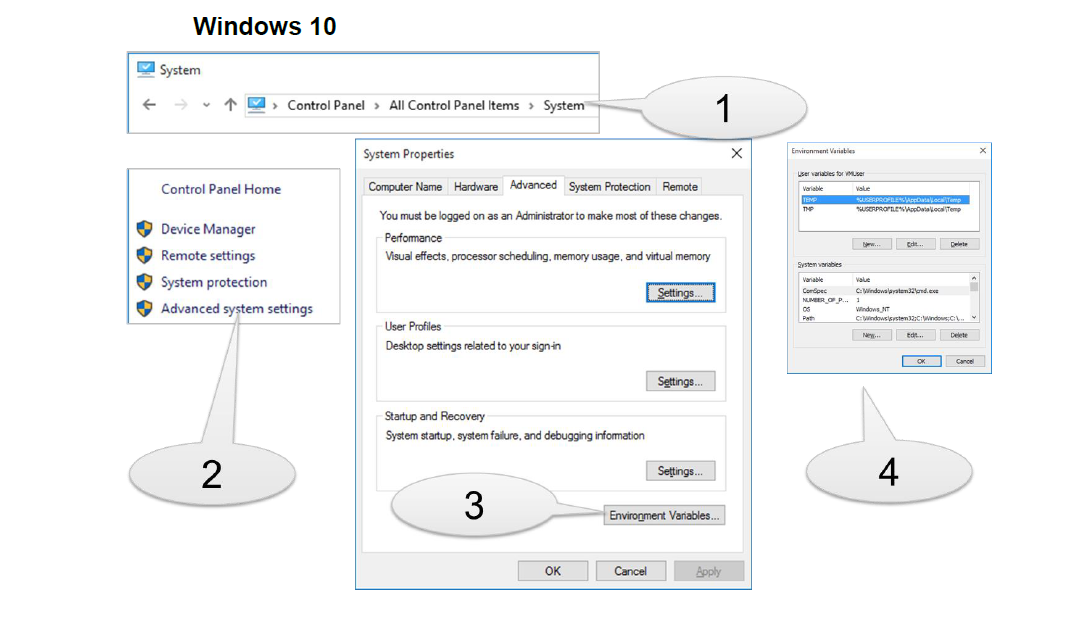 Windows 10
System
Control Panel > All Control Panel Items > System
1
Control Panel Home
Device Manager
Remote settings
System protection
Advanced system settings
2
System Properties
Computer Name Hardware Advanced System Protection Remote
You must be logged on as an Administrator to make most of these changes.
Performance
Visual effects, processor scheduling, memory usage, and virtual memory
Settings...
User Profiles
Desktop settings related to your sign-in
Settings...
Startup and Recovery
System startup, system failure, and debugging information
Settings...
3
Environment Variables...
OK Cancel Apply
Environment Variables
User variables for VMUser
Variable Value
TEMP %USERPROFILE%\AppData\Local\Temp
TMP %USERPROFILE%\AppData\Local\Temp
New... Edit... Delete
System variables
Variable Value
ComSpec C:\Windows\system32\cmd.exe
NUMBER_OF_P... 1
OS Windows_NT
Path C:\Windows\system32;C:\Windows;C:\...
New... Edit... Delete
OK Cancel
4